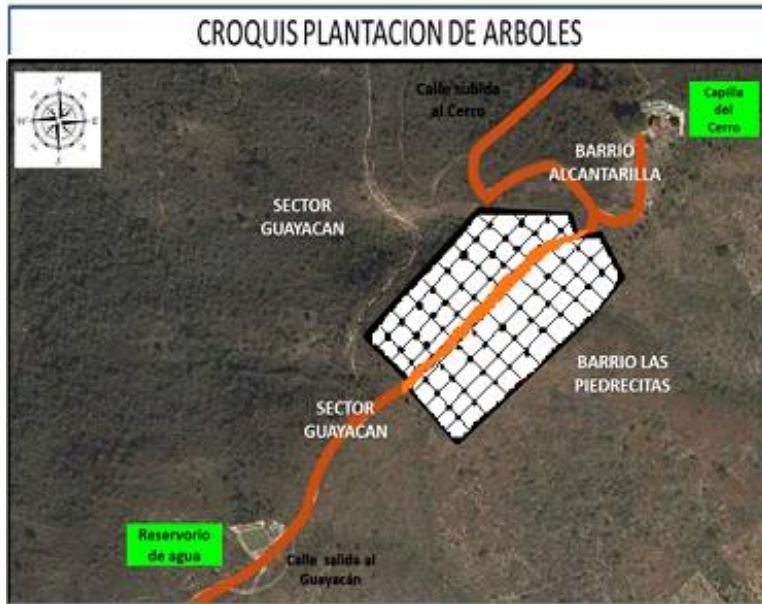 CROQUIS PLANTACION DE ARBOLES
N
W
E
S
Calle subida
al Cerro
Capilla
del
Cerro
BARRIO
ALCANTARILLA
SECTOR
GUAYACAN
BARRIO LAS
PIEDRECITAS
SECTOR
GUAYACAN
Reservorio
de agua
Calle salida al
Guayacán